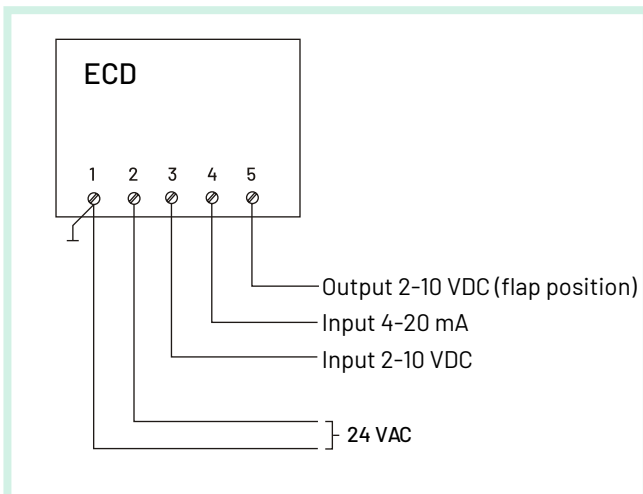 ECD
1 2 3 4 5
Output 2-10 VDC (flap position)
Input 4-20 mA
Input 2-10 VDC
24 VAC